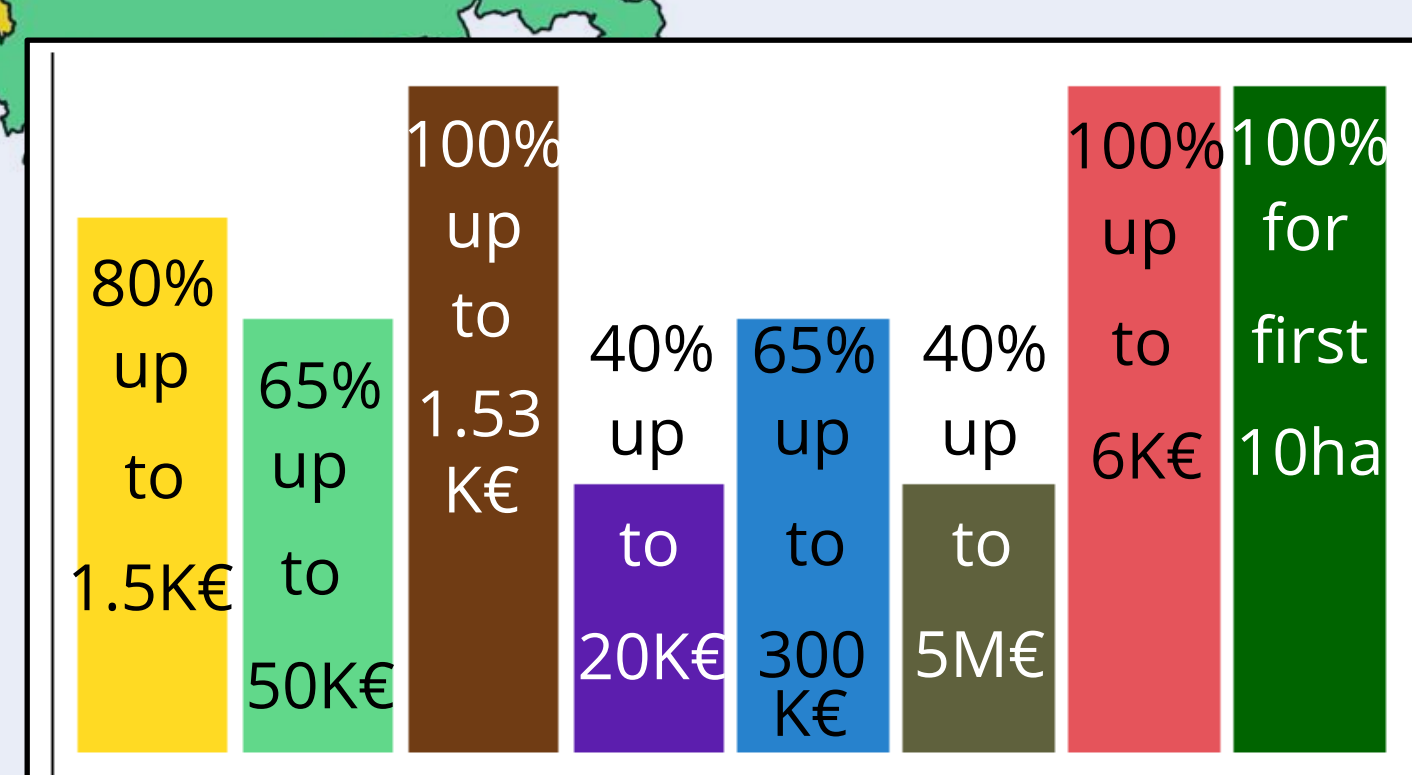 80%
up
to
1.5K€
65%
up
to
50K€
100%
up
to
1.53
K€
40%
up
to
20K€
65%
up
to
300
K€
40%
up
to
5M€
100%
up
to
6K€
100%
for
first
10ha